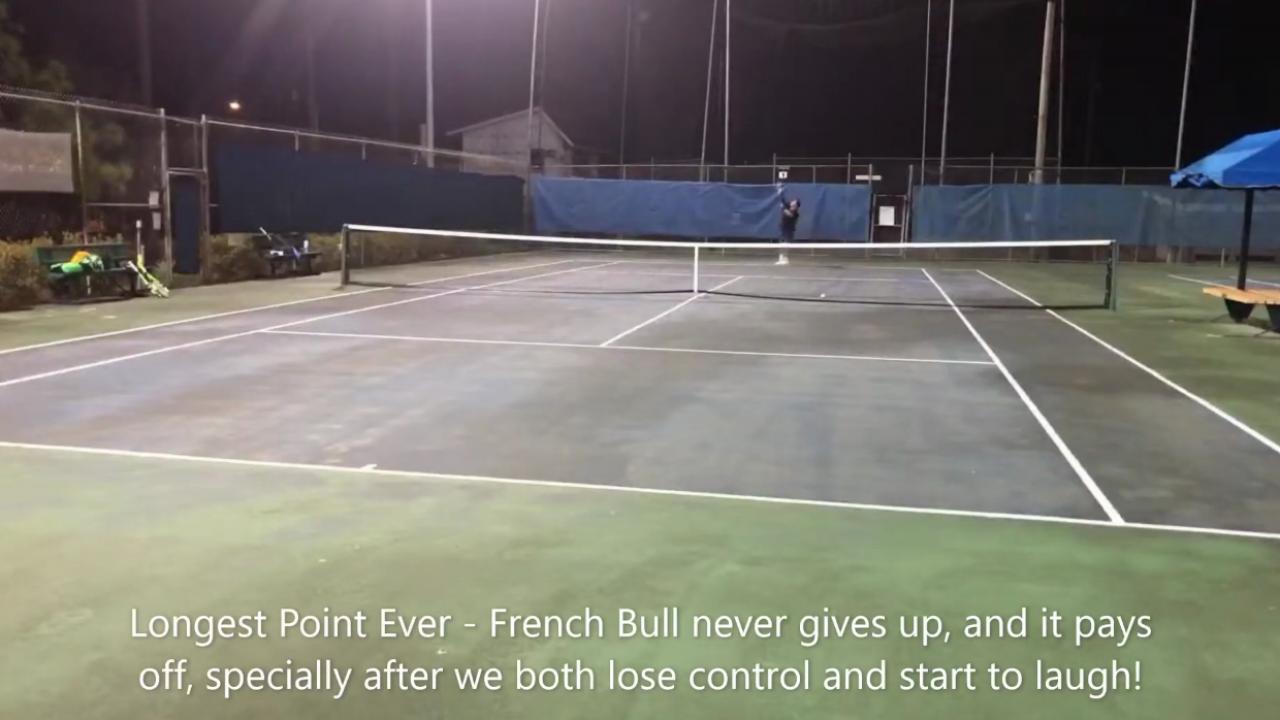 Longest Point Ever - French Bull never gives up, and it pays
off, specially after we both lose control and start to laugh!